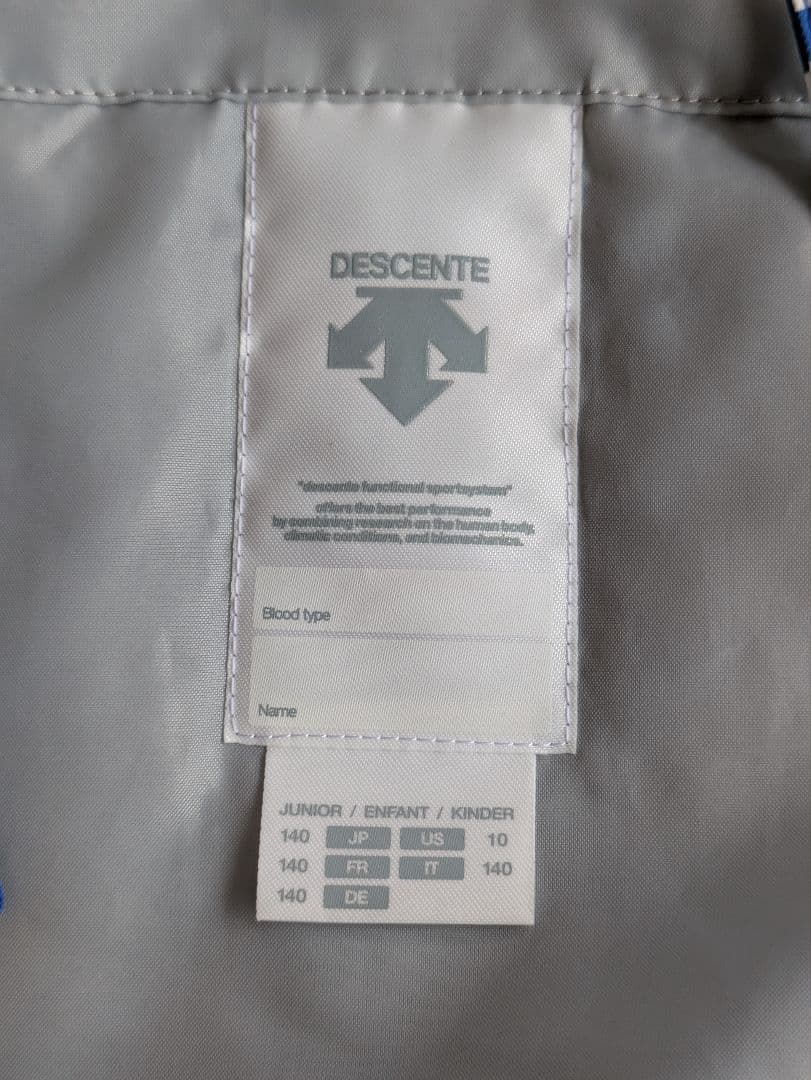 DESCENTE
"descente functional sportsystem"
offers the best performance
by combining research on the human body,
climatic conditions, and biomechanics.
Blood type
Name
JUNIOR / ENFANT / KINDER
140 JP US 10
140 FR IT 140
140 DE